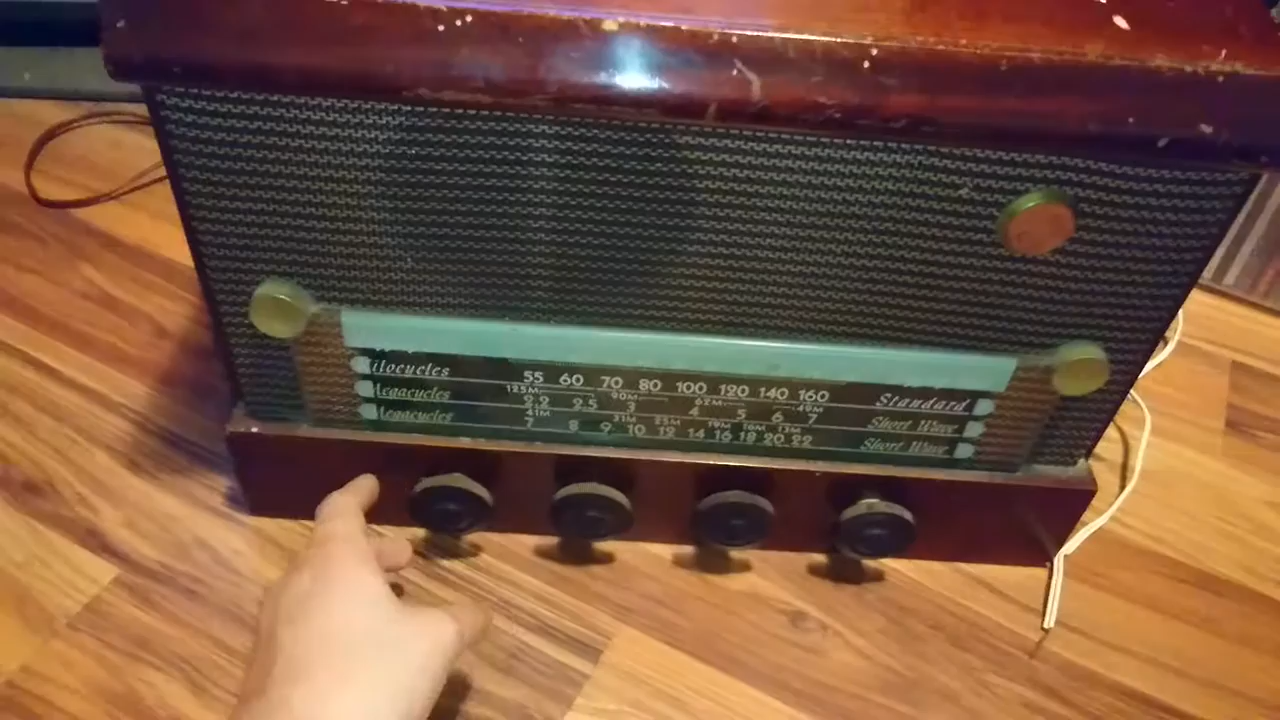 ilocycles 55 60 70 80 100 120 140 160 Standard
125M 90M 62M 49M
egacycles 2.2 2.5 3 4 5 6 7 Short Wave
41M 31M 25M 19M 16M 13M
egacycles 7 8 9 10 12 14 16 18 20 22 Short Wave